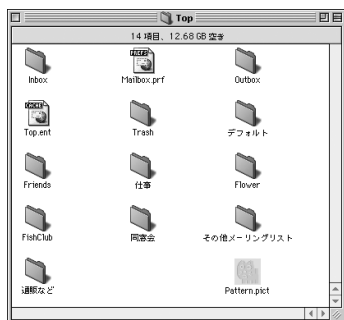 Top
14 項目、12.68 GB 空き
Inbox
PREFS
Mailbox.prf
Outbox
CACHE
Top.ent
Trash
デフォルト
Friends
仕事
Flower
FishClub
同窓会
その他メーリングリスト
通販など
Pattern.pict